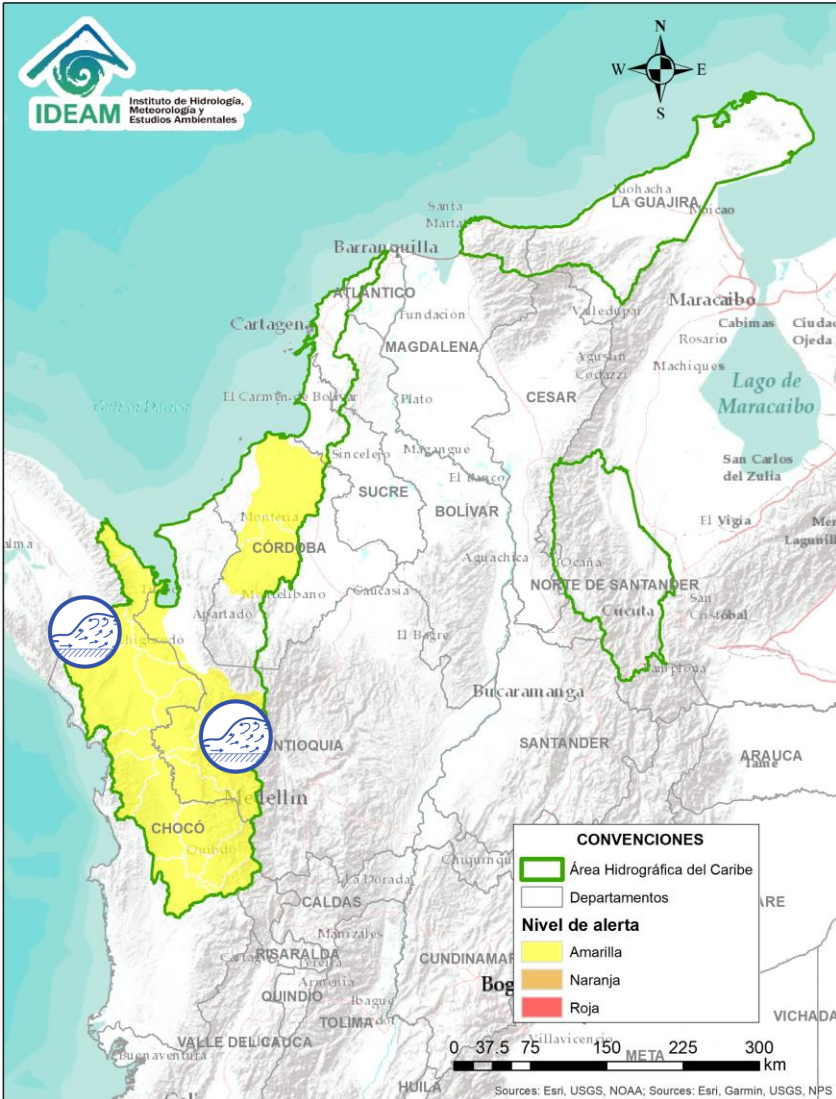 N
W
E
S
IDEAM
Instituto de Hidrología,
Meteorología y
Estudios Ambientales
Riohacha
LA GUAJIRA
Maicao
Santa
Marta
Barranquilla
ATLÁNTICO
Maracaibo
Cabimas
Ciudad
Ojeda
Rosario
Cartagena
Fundación
Valledupar
MAGDALENA
Agustín
Codazzi
Machiques
CESAR
Lago de
Maracaibo
El Carmen de Bolívar
Plato
Sincelejo
Magangué
San Carlos
del Zulia
El Banco
SUCRE
BOLÍVAR
El Vigía
Montería
CÓRDOBA
Aguachica
Ocaña
NORTE DE SANTANDER
Cúcuta
San
Cristóbal
Montelíbano
Caucasia
Apartadó
El Bagre
Pamplona
Bucaramanga
SANTANDER
ARAUCA
Tame
Medellín
CHOCÓ
Quibdó
La Dorada
CALDAS
Manizales
RISARALDA
Pereira
Armenia
QUINDIO
Ibagué
TOLIMA
VALLE DEL CAUCA
Buenaventura
HUILA
Villavicencio
META
VICHADA
CONVENCIONES
Área Hidrográfica del Caribe
Departamentos
Nivel de alerta
Amarilla
Naranja
Roja
0 37.5 75 150 225 300
km
Sources: Esri, USGS, NOAA; Sources: Esri, Garmin, USGS, NPS